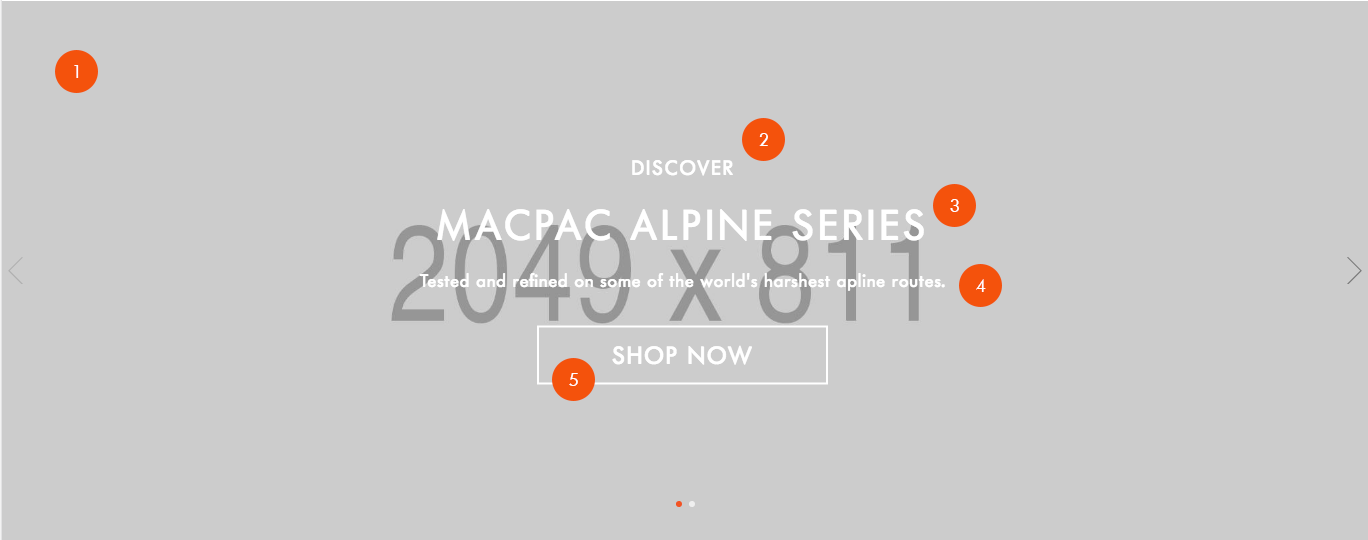 1
2
DISCOVER
3
MACPAC ALPINE SERIES
2049 x 811
Tested and refined on some of the world's harshest apline routes.
4
SHOP NOW
5